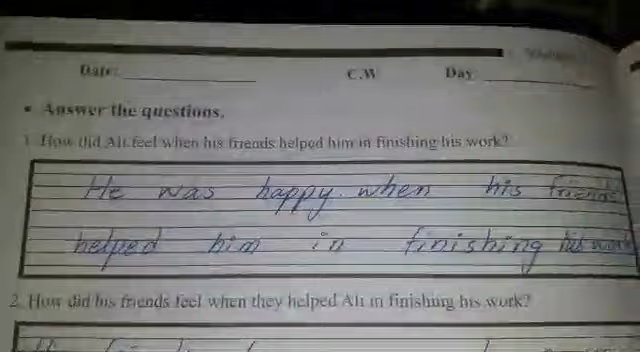 Date: C.W Day
• Answer the questions.
1. How did Ali feel when his friends helped him in finishing his work?
He was happy when his friends
helped him in finishing his work
2. How did his friends feel when they helped Ali in finishing his work?